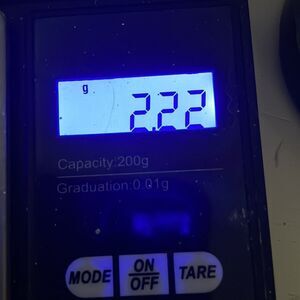 g
2.22
Capacity:200g
Graduation:0.01g
MODE
ON
OFF
TARE